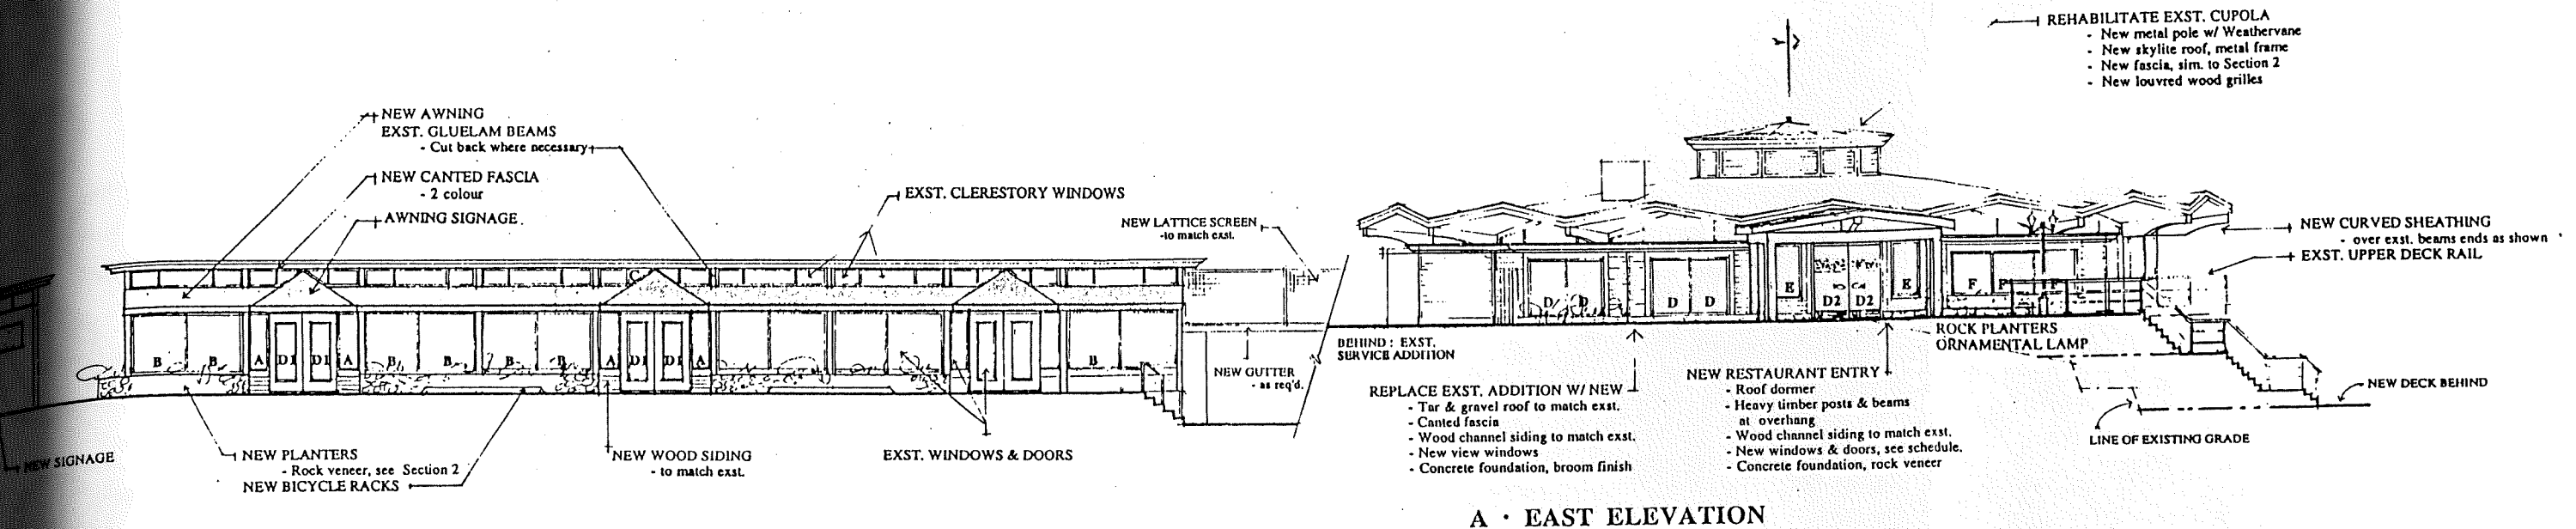 REHABILITATE EXST. CUPOLA
- New metal pole w/ Weathervane
- New skylite roof, metal frame
- New fascia, sim. to Section 2
- New louvred wood grilles
NEW AWNING
EXST. GLUELAM BEAMS
- Cut back where necessary
NEW CANTED FASCIA
- 2 colour
AWNING SIGNAGE
EXST. CLERESTORY WINDOWS
NEW LATTICE SCREEN
-to match exst.
NEW CURVED SHEATHING
- over exst. beams ends as shown
EXST. UPPER DECK RAIL
C
B B A D1 D1 A B B B B A D1 D1 A B
D D D D E D2 D2 E F F F
NEW GUTTER
- as req'd.
BEHIND : EXST.
SERVICE ADDITION
ROCK PLANTERS
ORNAMENTAL LAMP
NEW DECK BEHIND
LINE OF EXISTING GRADE
REPLACE EXST. ADDITION W/ NEW
- Tar & gravel roof to match exst.
- Canted fascia
- Wood channel siding to match exst.
- New view windows
- Concrete foundation, broom finish
NEW RESTAURANT ENTRY
- Roof dormer
- Heavy timber posts & beams
at overhang
- Wood channel siding to match exst.
- New windows & doors, see schedule.
- Concrete foundation, rock veneer
NEW SIGNAGE
NEW PLANTERS
- Rock veneer, see Section 2
NEW BICYCLE RACKS
NEW WOOD SIDING
- to match exst.
EXST. WINDOWS & DOORS
A · EAST ELEVATION